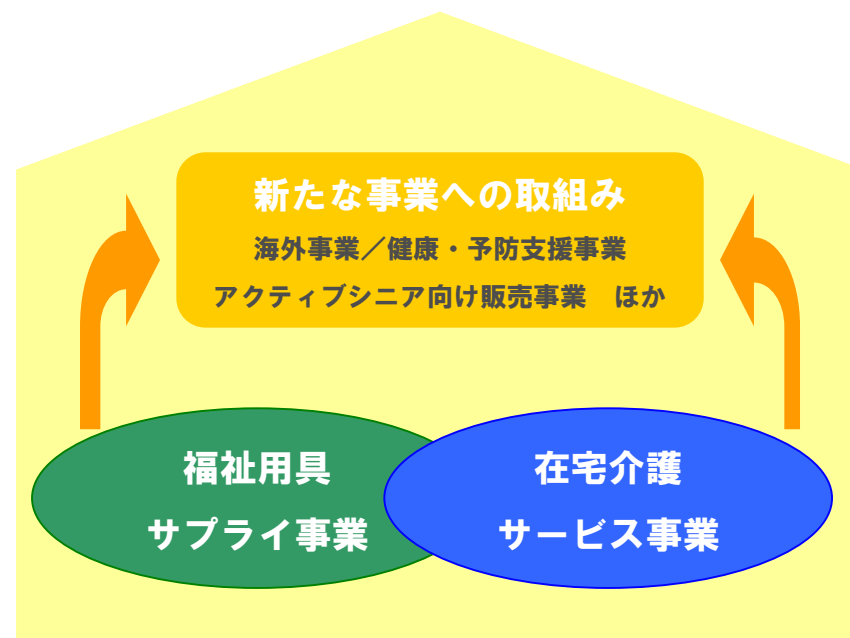 新たな事業への取組み
海外事業／健康・予防支援事業
アクティブシニア向け販売事業　ほか
福祉用具
サプライ事業
在宅介護
サービス事業